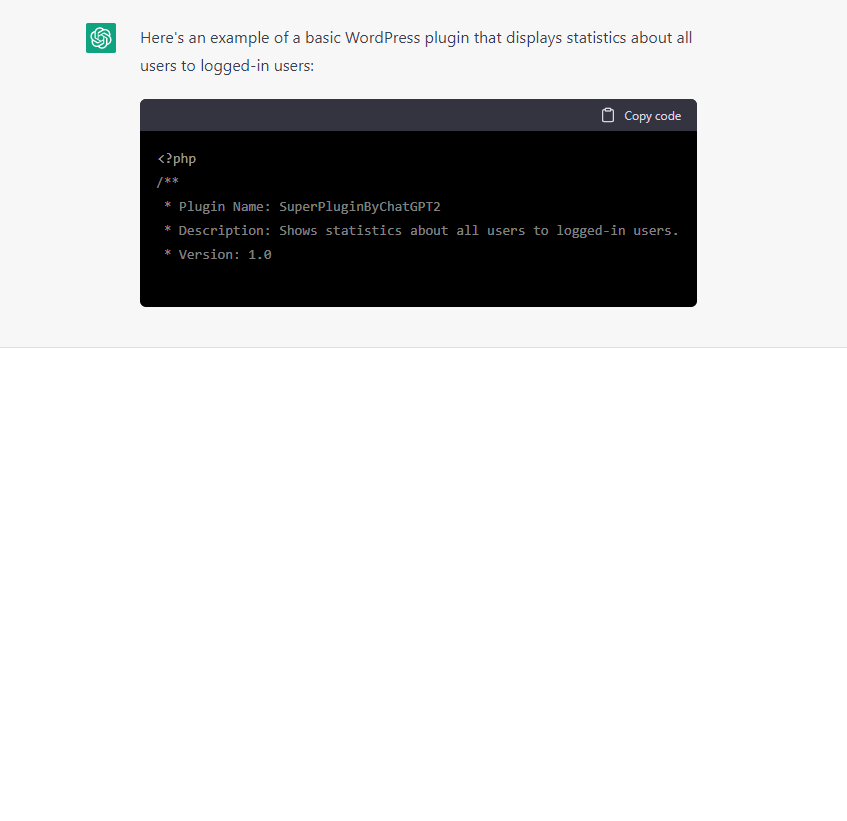 Here's an example of a basic WordPress plugin that displays statistics about all
users to logged-in users:
Copy code
<?php
/**
 * Plugin Name: SuperPluginByChatGPT2
 * Description: Shows statistics about all users to logged-in users.
 * Version: 1.0